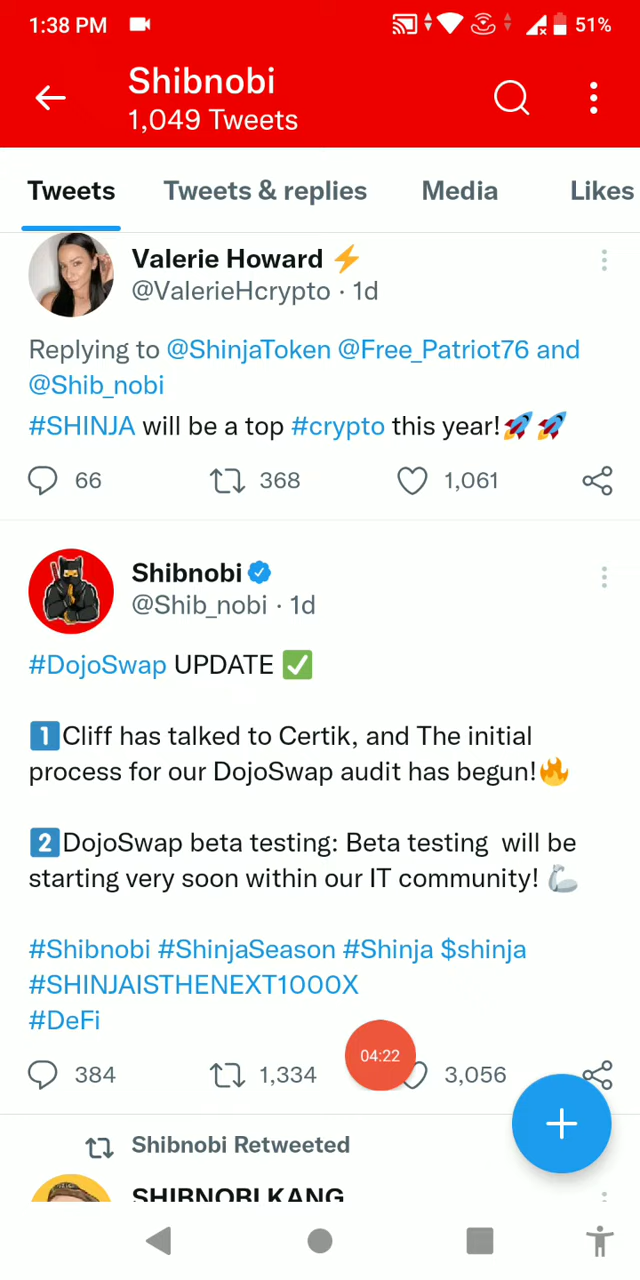 1:38 PM 51%
Shibnobi
1,049 Tweets
Tweets Tweets & replies Media Likes
Valerie Howard ⚡
@ValerieHcrypto · 1d
Replying to @ShinjaToken @Free_Patriot76 and
@Shib_nobi
#SHINJA will be a top #crypto this year!🚀🚀
66 368 1,061
Shibnobi
@Shib_nobi · 1d
#DojoSwap UPDATE ✅
1️⃣Cliff has talked to Certik, and The initial
process for our DojoSwap audit has begun!🔥
2️⃣DojoSwap beta testing: Beta testing will be
starting very soon within our IT community! 🦾
#Shibnobi #ShinjaSeason #Shinja $shinja
#SHINJAISTHENEXT1000X
#DeFi
04:22
384 1,334 3,056
Shibnobi Retweeted
SHIBNOBI KANG